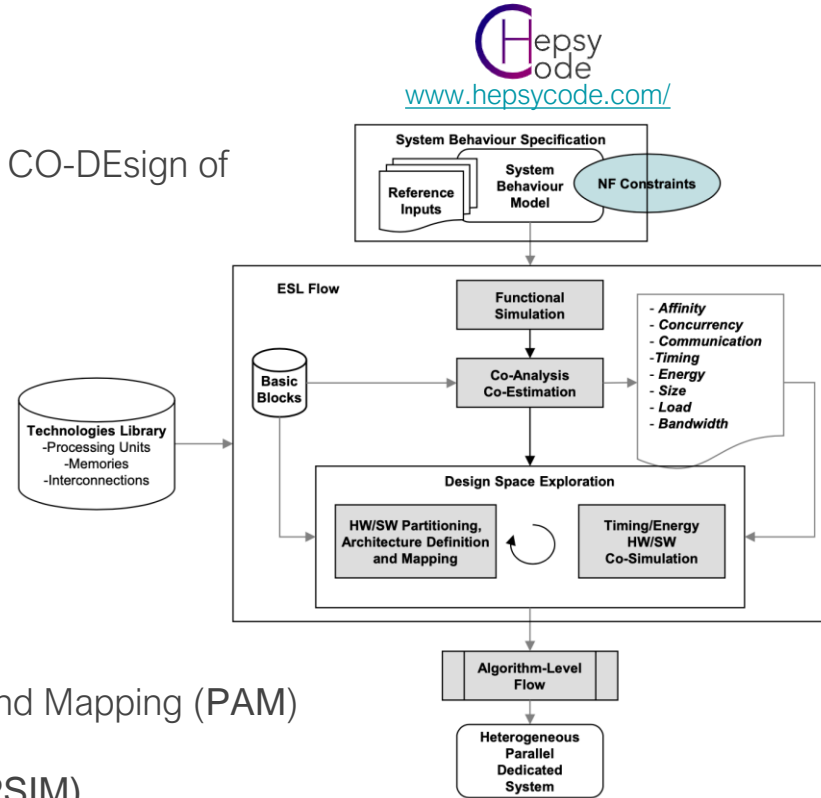 Hepsy
Code
www.hepsycode.com/
CO-DEsign of
System Behaviour Specification
Reference
Inputs
System
Behaviour
Model
NF Constraints
ESL Flow
Functional
Simulation
Basic
Blocks
Co-Analysis
Co-Estimation
- Affinity
- Concurrency
- Communication
-Timing
- Energy
- Size
- Load
- Bandwidth
Technologies Library
-Processing Units
-Memories
-Interconnections
Design Space Exploration
HW/SW Partitioning,
Architecture Definition
and Mapping
Timing/Energy
HW/SW
Co-Simulation
Algorithm-Level
Flow
nd Mapping (PAM)
Heterogeneous
Parallel
Dedicated
System
PSIM)